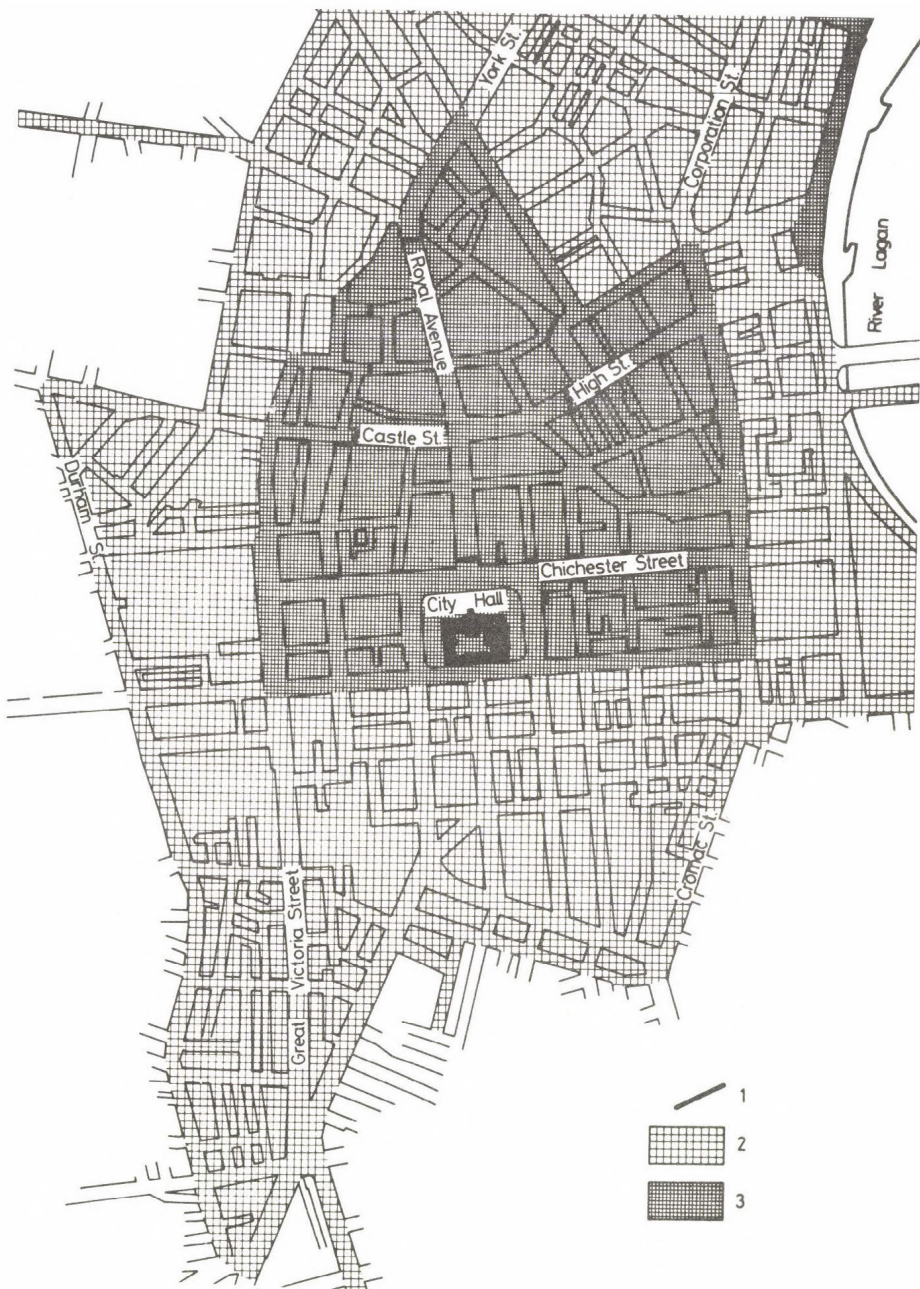 York St.
Corporation St.
River Lagan
Royal Avenue
High St.
Castle St.
Durham St.
Chichester Street
City Hall
Cromac St.
Great Victoria Street
1
2
3